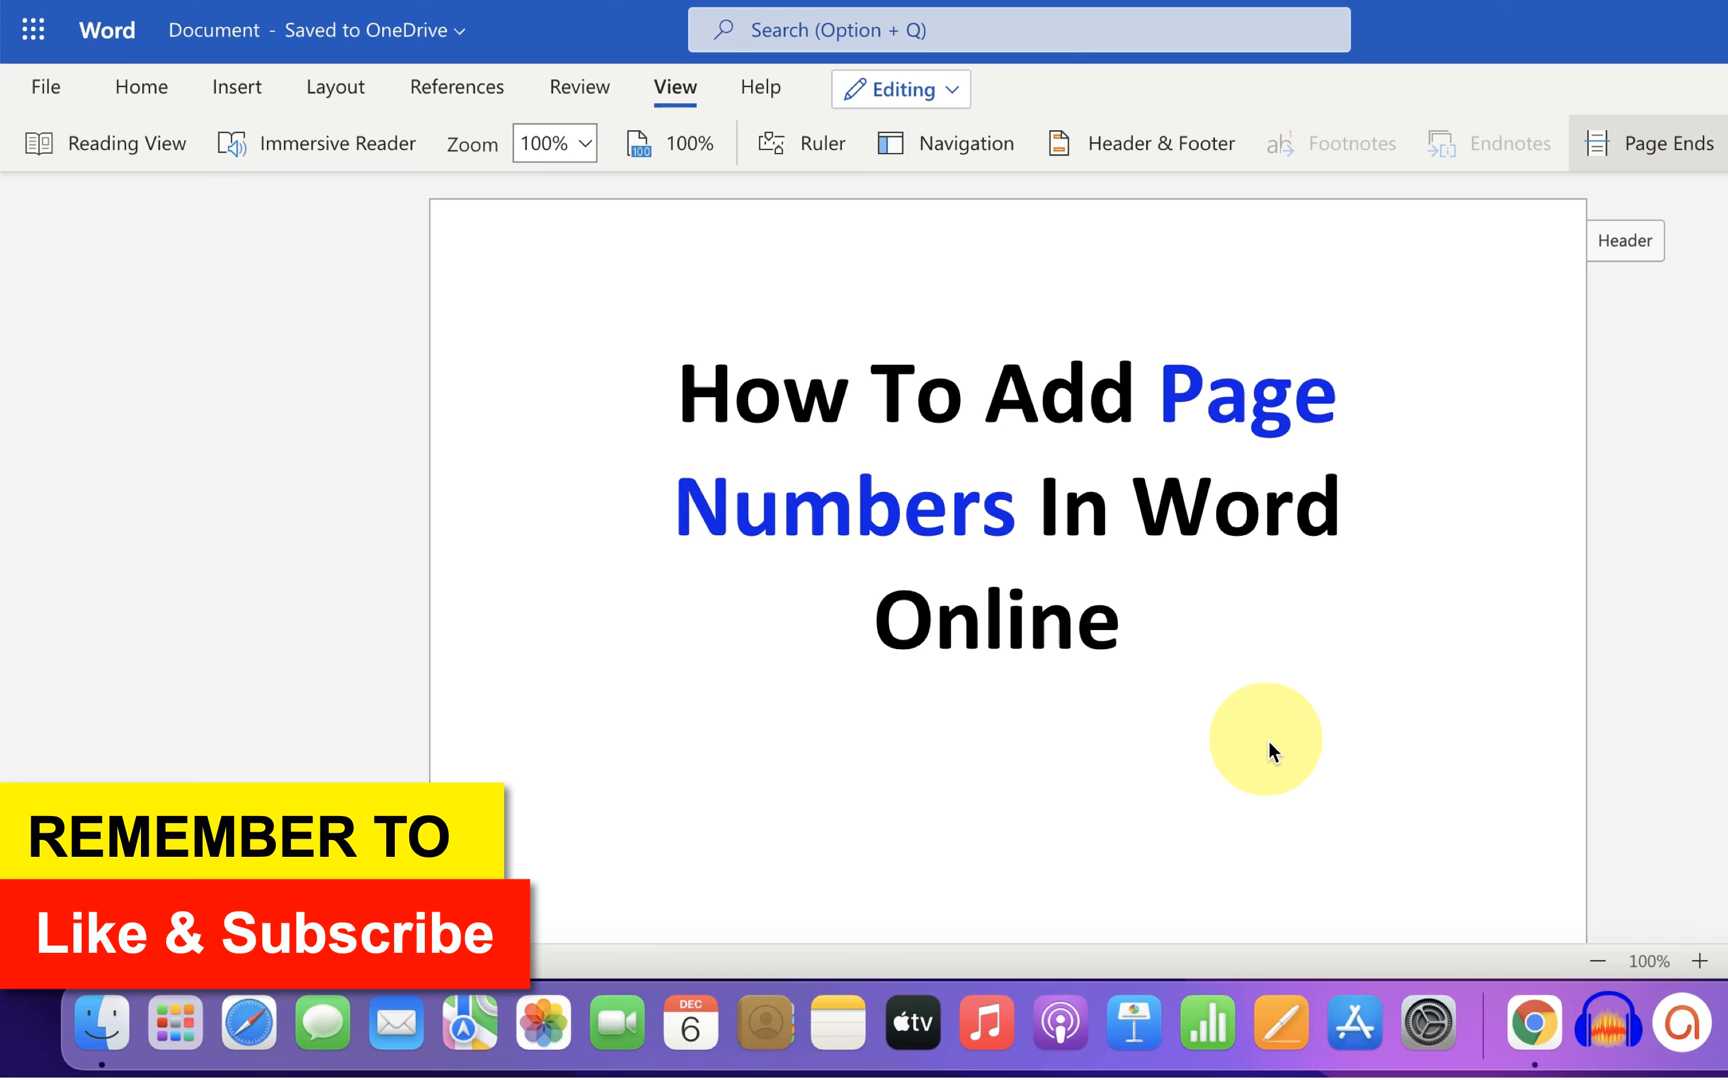 Word Document - Saved to OneDrive Search (Option + Q)
File Home Insert Layout References Review View Help Editing
Reading View Immersive Reader Zoom 100% 100% Ruler Navigation Header & Footer Footnotes Endnotes Page Ends
Header
How To Add Page
Numbers In Word
Online
REMEMBER TO
Like & Subscribe
100%
DEC
6
tv